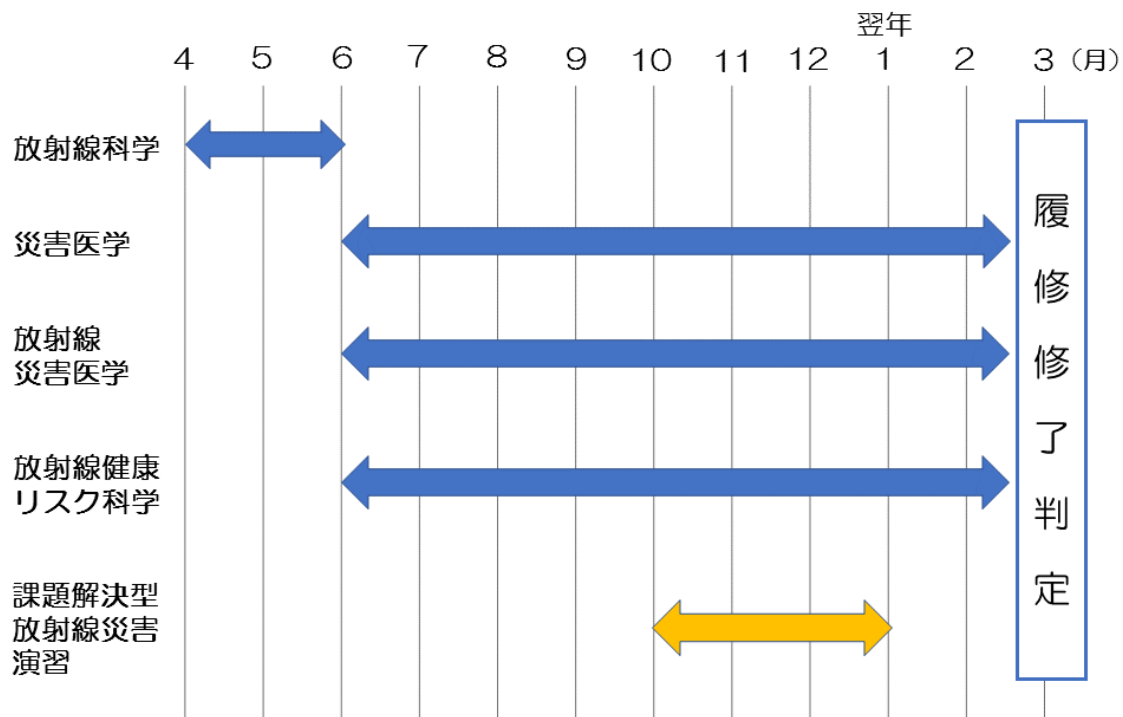 翌年
4 5 6 7 8 9 10 11 12 1 2 3 (月)
放射線科学
災害医学
放射線
災害医学
放射線健康
リスク科学
課題解決型
放射線災害
演習
履修修了判定